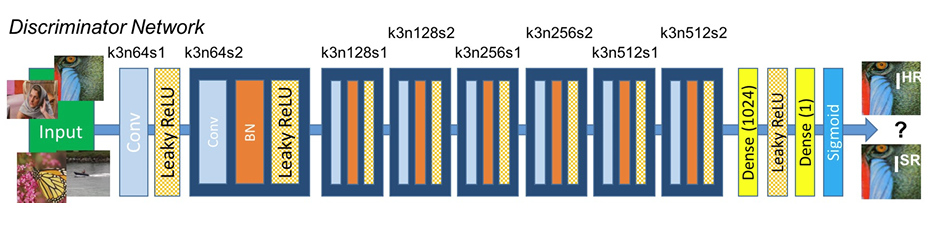 Discriminator Network
k3n64s1
k3n64s2
k3n128s1
k3n128s2
k3n256s1
k3n256s2
k3n512s1
k3n512s2
Input
Conv
Leaky ReLU
Conv
BN
Leaky ReLU
Dense (1024)
Leaky ReLU
Dense (1)
Sigmoid
I HR
?
I SR